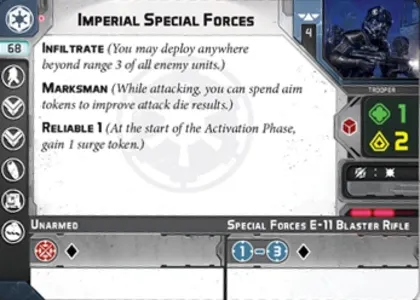 IMPERIAL SPECIAL FORCES
4
68
INFILTRATE (You may deploy anywhere
beyond range 3 of all enemy units.)
MARKSMAN (While attacking, you can spend aim
tokens to improve attack die results.)
RELIABLE 1 (At the start of the Activation Phase,
gain 1 surge token.)
TROOPER
1
2
UNARMED
SPECIAL FORCES E-11 BLASTER RIFLE
1-3